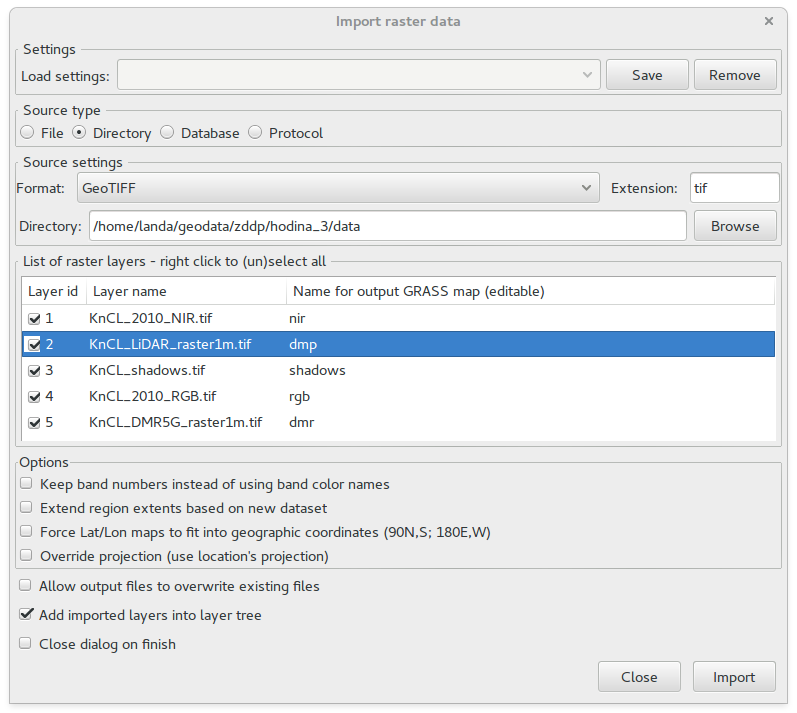 Import raster data ×
Settings
Load settings: Save Remove
Source type
File Directory Database Protocol
Source settings
Format: GeoTIFF Extension: tif
Directory: /home/landa/geodata/zddp/hodina_3/data Browse
List of raster layers - right click to (un)select all
Layer id Layer name Name for output GRASS map (editable)
1 KnCL_2010_NIR.tif nir
2 KnCL_LiDAR_raster1m.tif dmp
3 KnCL_shadows.tif shadows
4 KnCL_2010_RGB.tif rgb
5 KnCL_DMR5G_raster1m.tif dmr
Options
Keep band numbers instead of using band color names
Extend region extents based on new dataset
Force Lat/Lon maps to fit into geographic coordinates (90N,S; 180E,W)
Override projection (use location's projection)
Allow output files to overwrite existing files
Add imported layers into layer tree
Close dialog on finish
Close Import